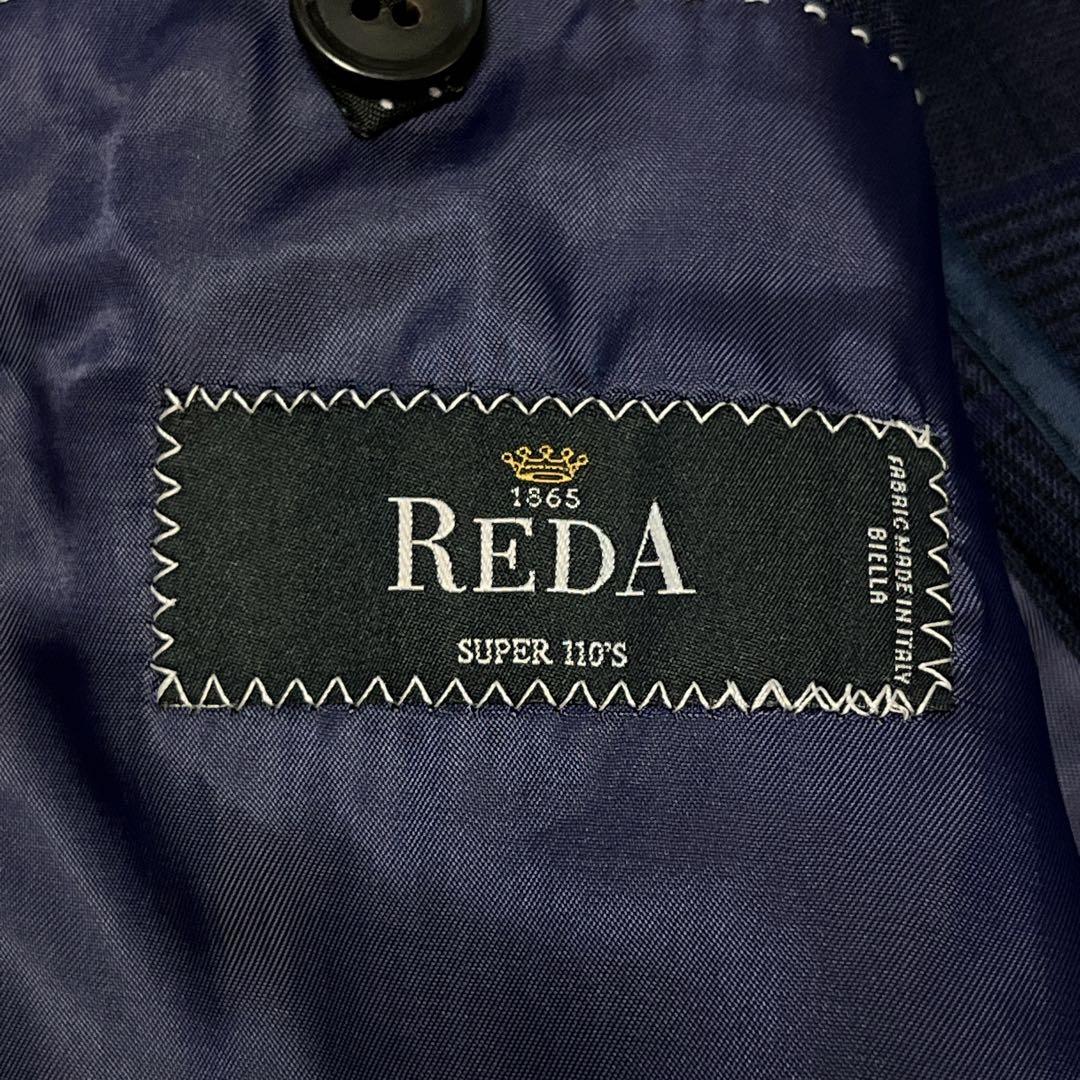 1865
REDA
SUPER 110'S
FABRIC MADE IN ITALY
BIELLA